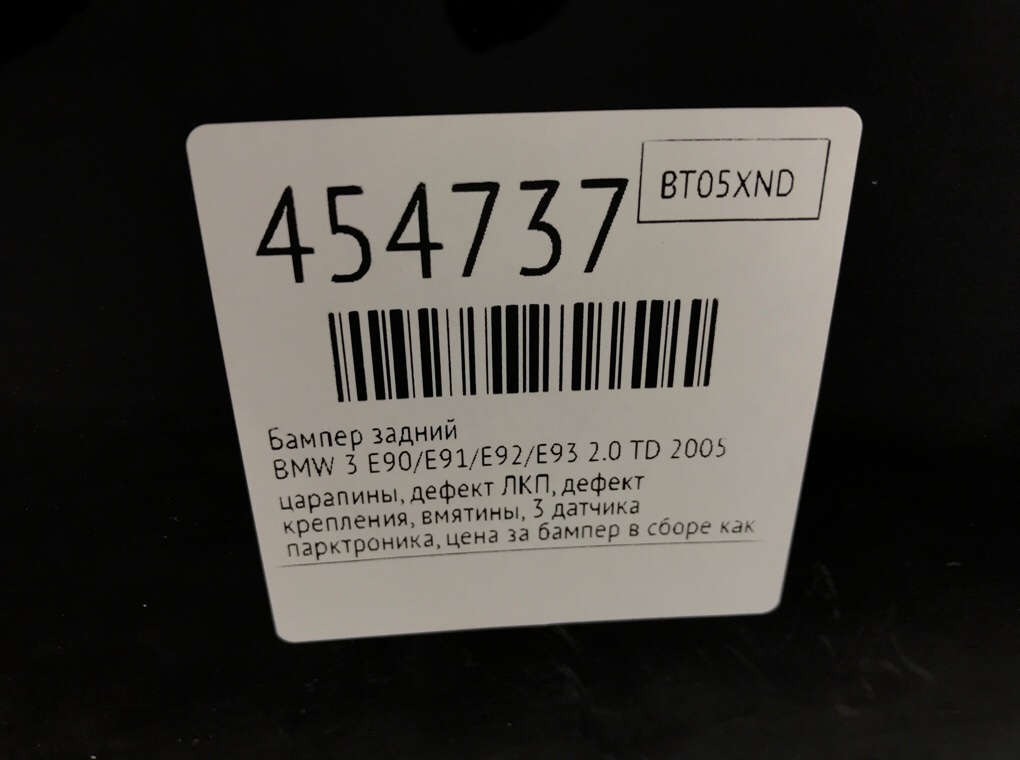 454737
BT05XND
Бампер задний
BMW 3 E90/E91/E92/E93 2.0 TD 2005
царапины, дефект ЛКП, дефект
крепления, вмятины, 3 датчика
парктроника, цена за бампер в сборе как